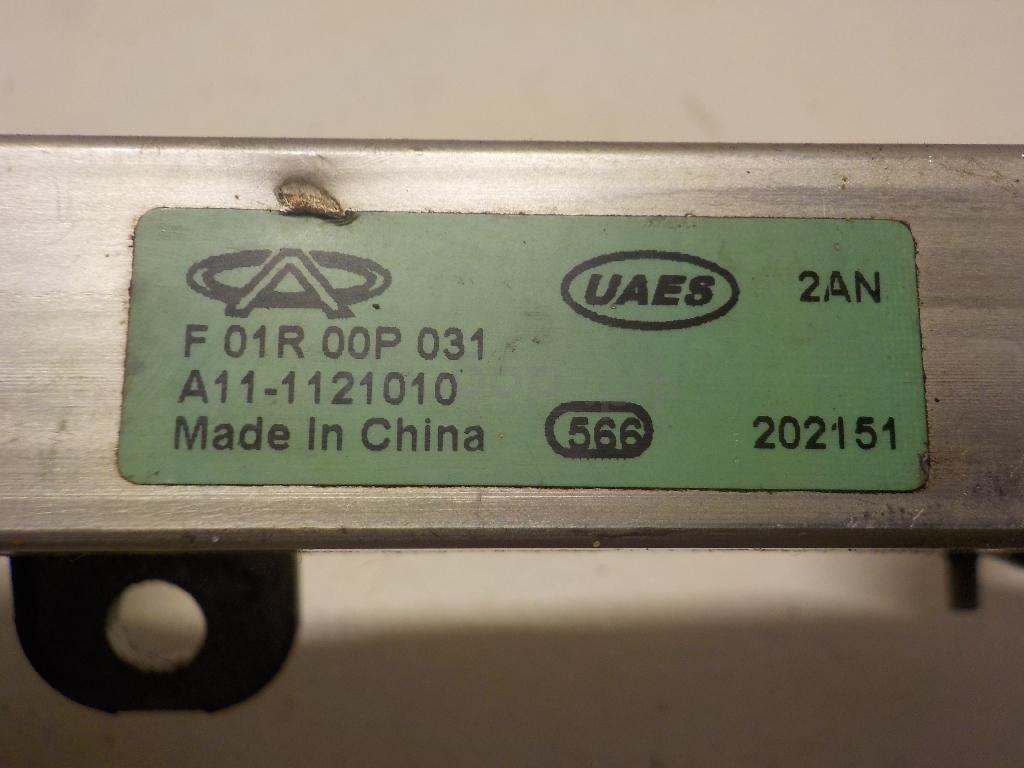 UAES 2AN
F 01R 00P 031
A11-1121010
Made In China 566 202151